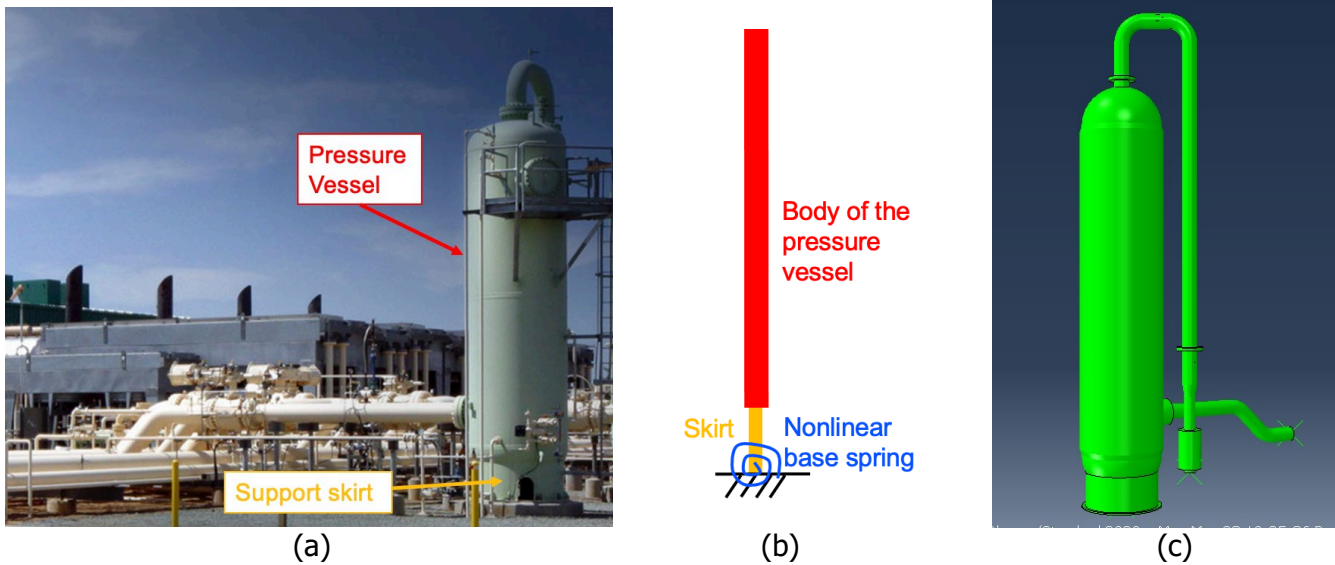 Pressure
Vessel
Support skirt
(a)
Body of the
pressure
vessel
Skirt
Nonlinear
base spring
(b)
(c)